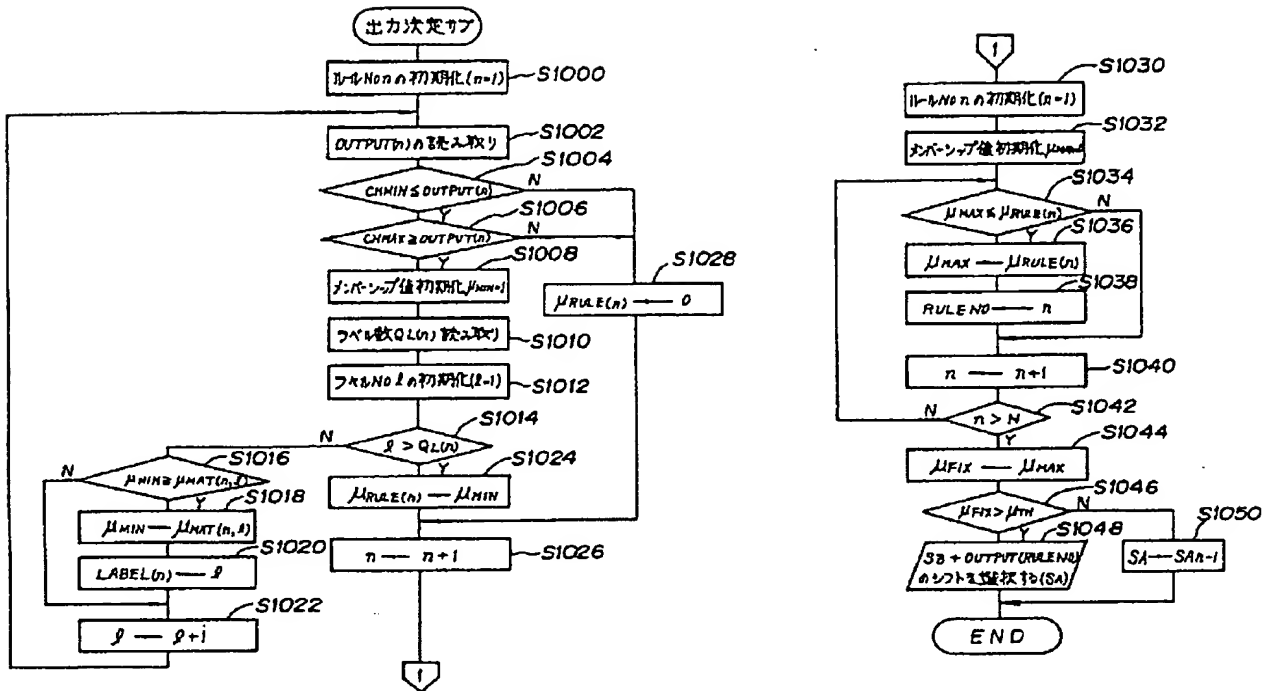 出力決定サブ
ルールNo nの初期化(n=1)
S1000
OUTPUT(n)の読み取り
S1002
CHMIN≦OUTPUT(n)
S1004
N
Y
CHMAX≧OUTPUT(n)
S1006
N
Y
メンバーシップ値初期化,μMIN=1
S1008
μRULE(n) ← 0
S1028
ラベル数QL(n)読み取り
S1010
ラベルNO ℓの初期化(ℓ=1)
S1012
ℓ > QL(n)
S1014
N
Y
μMIN≧μMAT(n,ℓ)
S1016
N
Y
μMIN ― μMAT(n,ℓ)
S1018
LABEL(n) ― ℓ
S1020
ℓ ― ℓ+1
S1022
μRULE(n) ― μMIN
S1024
n ― n+1
S1026
1
1
ルールNo nの初期化(n=1)
S1030
メンバーシップ値初期化,
S1032
μMAX≦μRULE(n)
S1034
N
Y
μMAX ― μRULE(n)
S1036
RULENO ― n
S1038
n ― n+1
S1040
n > N
S1042
N
Y
μFIX ― μMAX
S1044
μFIX>μTH
S1046
N
Y
SB+OUTPUT(RULENO)
のシフトを選択する(SA)
S1048
SA ― SAn-1
S1050
END